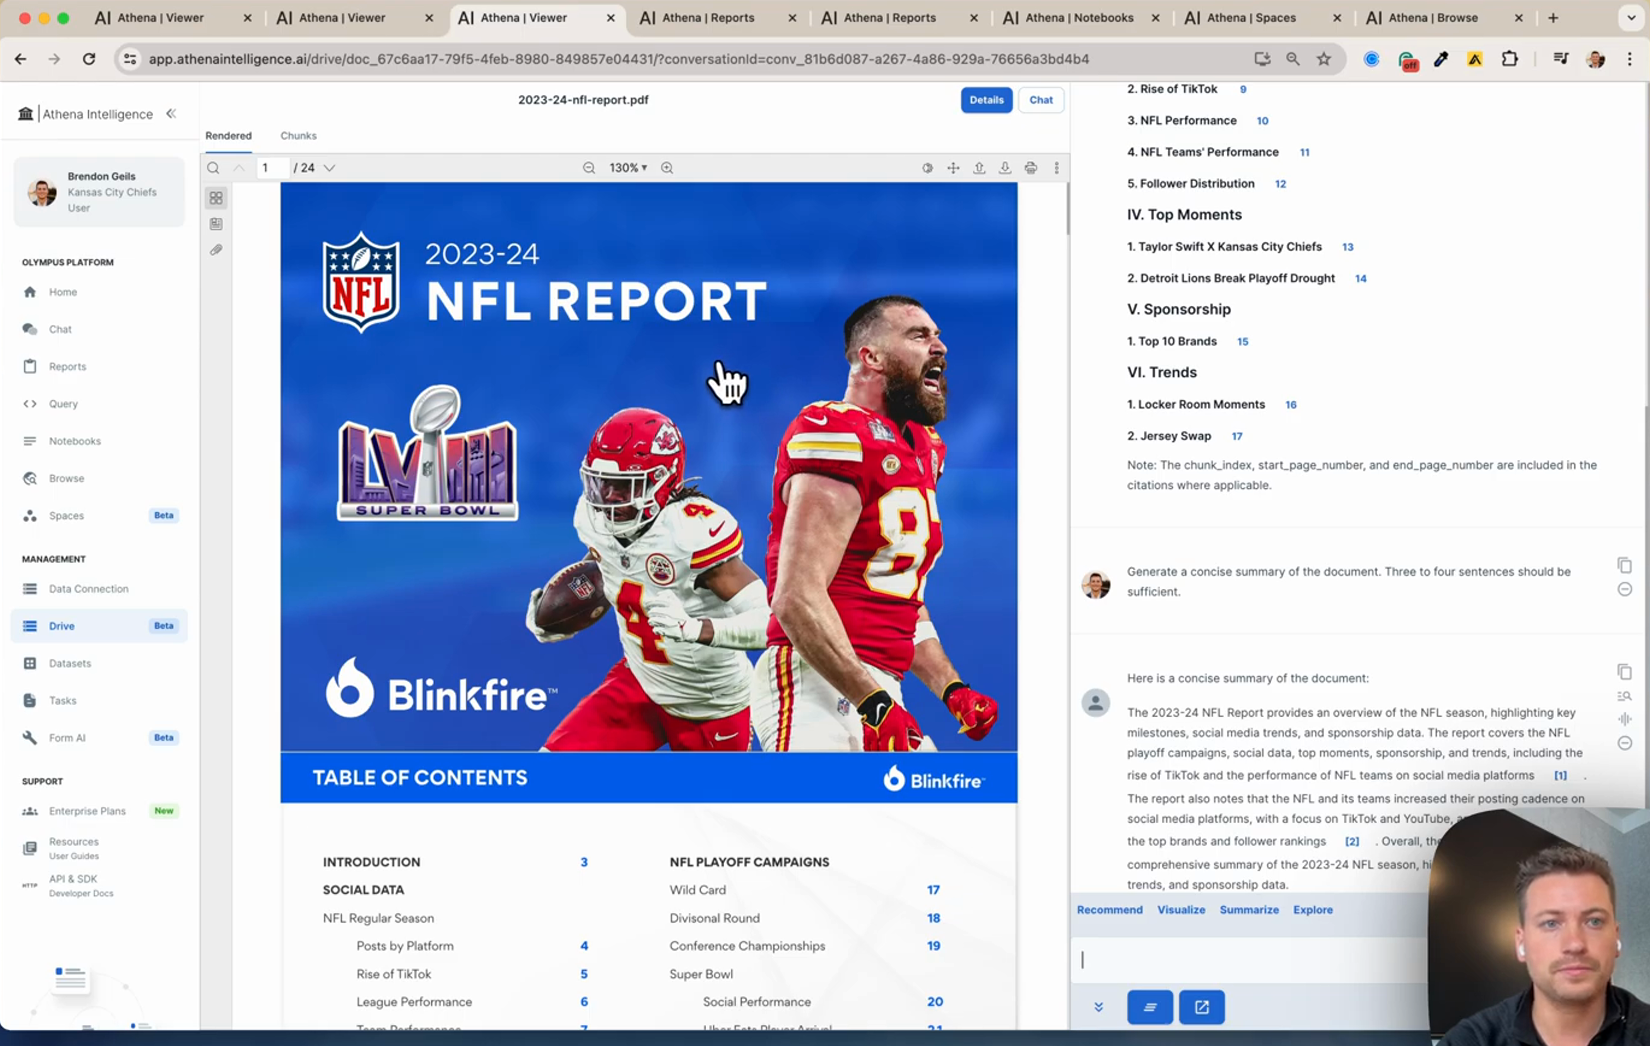 AI Athena | Viewer
AI Athena | Viewer
AI Athena | Viewer
AI Athena | Reports
AI Athena | Reports
AI Athena | Notebooks
AI Athena | Spaces
AI Athena | Browse
app.athenaintelligence.ai/drive/doc_67c6aa17-79f5-4feb-8980-849857e04431/?conversationId=conv_81b6d087-a267-4a86-929a-76656a3bd4b4
off
Athena Intelligence
Brendon Geils
Kansas City Chiefs
User
OLYMPUS PLATFORM
Home
Chat
Reports
Query
Notebooks
Browse
Spaces Beta
MANAGEMENT
Data Connection
Drive Beta
Datasets
Tasks
Form AI Beta
SUPPORT
Enterprise Plans New
Resources
User Guides
HTTP API & SDK
Developer Docs
2023-24-nfl-report.pdf
Details
Chat
Rendered
Chunks
1 / 24
130%
NFL
2023-24
NFL REPORT
LVIII
SUPER BOWL
4
4
87
Blinkfire™
TABLE OF CONTENTS
Blinkfire™
INTRODUCTION 3
SOCIAL DATA
NFL Regular Season
Posts by Platform 4
Rise of TikTok 5
League Performance 6
Team Performance 7
NFL PLAYOFF CAMPAIGNS
Wild Card 17
Divisonal Round 18
Conference Championships 19
Super Bowl
Social Performance 20
Uber Eats Player Arrival 21
2. Rise of TikTok 9
3. NFL Performance 10
4. NFL Teams' Performance 11
5. Follower Distribution 12
IV. Top Moments
1. Taylor Swift X Kansas City Chiefs 13
2. Detroit Lions Break Playoff Drought 14
V. Sponsorship
1. Top 10 Brands 15
VI. Trends
1. Locker Room Moments 16
2. Jersey Swap 17
Note: The chunk_index, start_page_number, and end_page_number are included in the
citations where applicable.
Generate a concise summary of the document. Three to four sentences should be
sufficient.
Here is a concise summary of the document:
The 2023-24 NFL Report provides an overview of the NFL season, highlighting key
milestones, social media trends, and sponsorship data. The report covers the NFL
playoff campaigns, social data, top moments, sponsorship, and trends, including the
rise of TikTok and the performance of NFL teams on social media platforms [1] .
The report also notes that the NFL and its teams increased their posting cadence on
social media platforms, with a focus on TikTok and YouTube,
the top brands and follower rankings [2] . Overall,
comprehensive summary of the 2023-24 NFL season,
trends, and sponsorship data.
Recommend
Visualize
Summarize
Explore